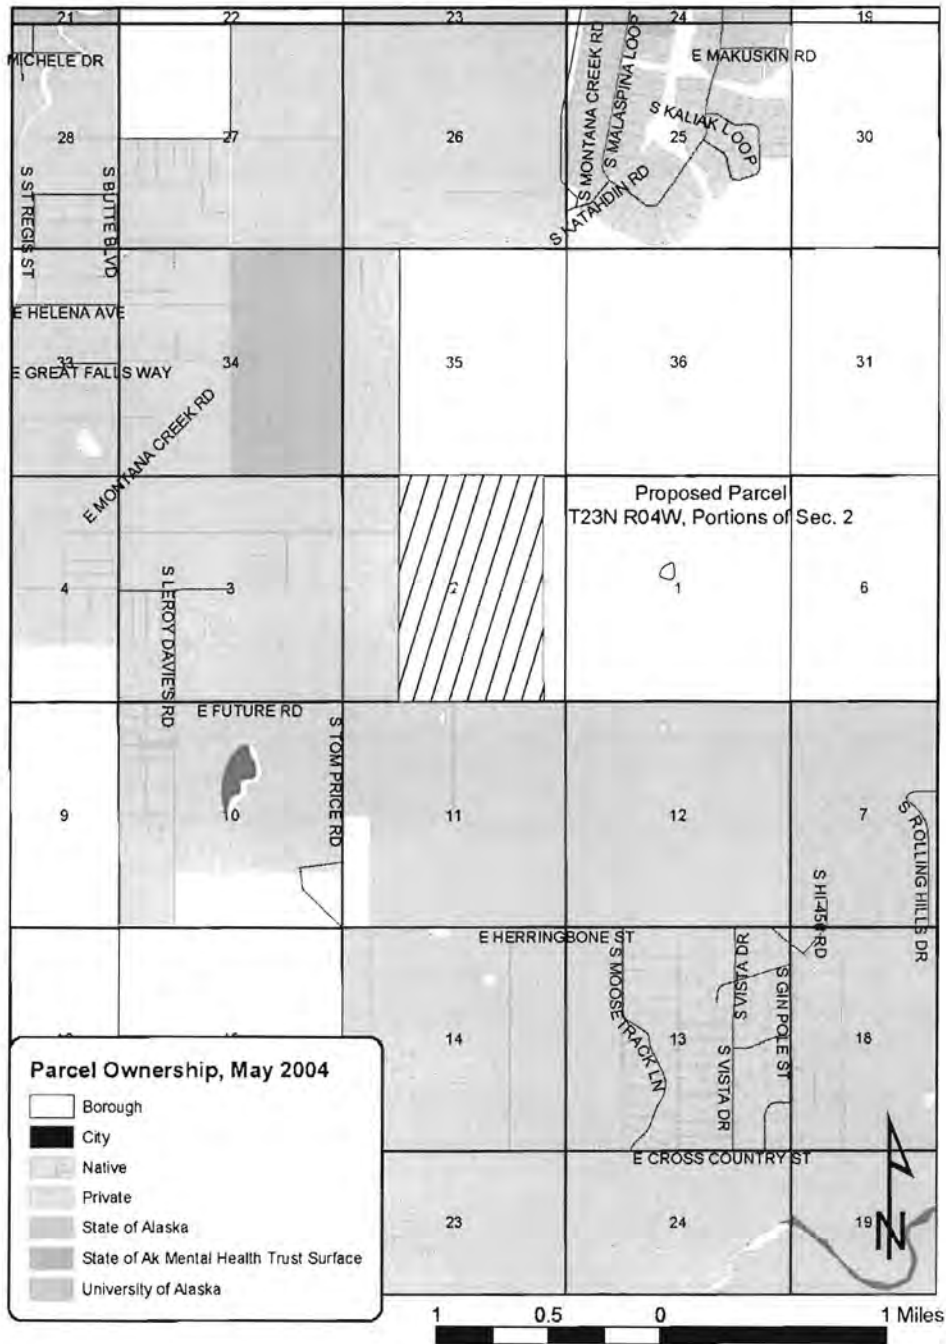 21 22 23 24 19
MICHELE DR
S MONTANA CREEK RD
S MALASPINA LOOP
E MAKUSKIN RD
S KALIAK LOOP
28 27 26 25 30
S ST REGIS ST
S BUTTE BLVD
S KATAHDIN RD
E HELENA AVE
33 34 35 36 31
E GREAT FALLS WAY
E MONTANA CREEK RD
Proposed Parcel
T23N R04W, Portions of Sec. 2
4 3 2 1 6
S LEROY DAVIES RD
E FUTURE RD
S TOM PRICE RD
9 10 11 12 7
S ROLLING HILLS DR
E HERRINGBONE ST
S MOOSE TRACK LN
S VISTA DR
S GIN POLE ST
14 13 18
S VISTA DR
E CROSS COUNTRY ST
23 24 19
N
Parcel Ownership, May 2004
Borough
City
Native
Private
State of Alaska
State of Ak Mental Health Trust Surface
University of Alaska
1 0.5 0 1 Miles